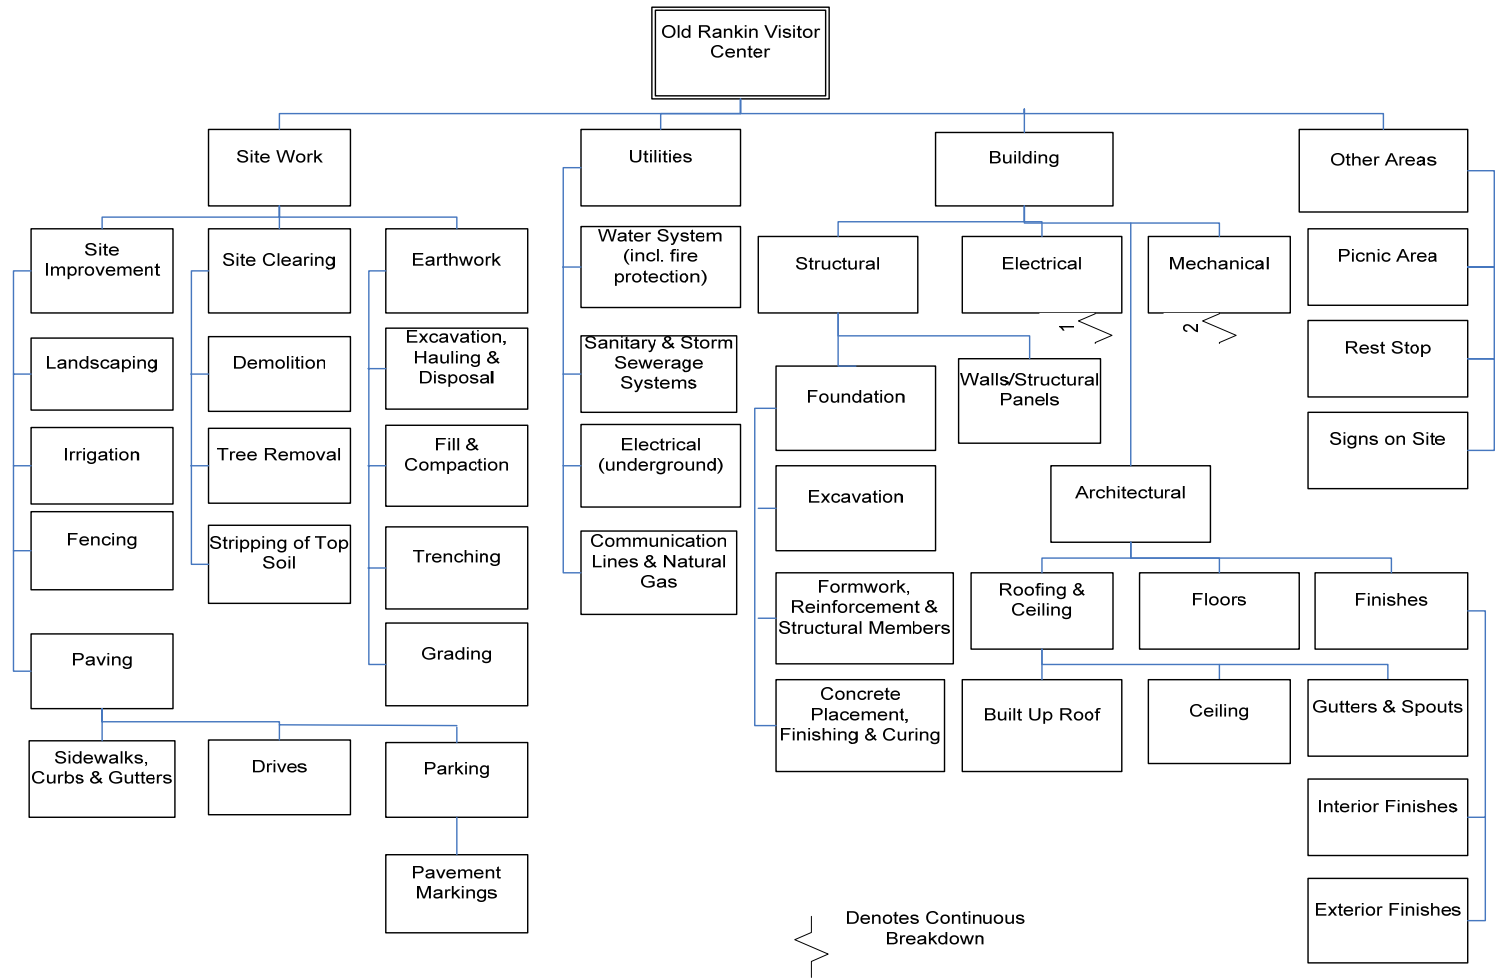 Old Rankin Visitor
Center
Site Work
Utilities
Building
Other Areas
Site
Improvement
Site Clearing
Earthwork
Water System
(incl. fire
protection)
Structural
Electrical
Mechanical
Picnic Area
1
2
Landscaping
Demolition
Excavation,
Hauling &
Disposal
Sanitary & Storm
Sewerage
Systems
Foundation
Walls/Structural
Panels
Rest Stop
Irrigation
Tree Removal
Fill &
Compaction
Electrical
(underground)
Excavation
Architectural
Signs on Site
Fencing
Stripping of Top
Soil
Trenching
Communication
Lines & Natural
Gas
Formwork,
Reinforcement &
Structural Members
Roofing &
Ceiling
Floors
Finishes
Paving
Grading
Concrete
Placement,
Finishing & Curing
Built Up Roof
Ceiling
Gutters & Spouts
Sidewalks,
Curbs & Gutters
Drives
Parking
Interior Finishes
Pavement
Markings
Exterior Finishes
Denotes Continuous
Breakdown